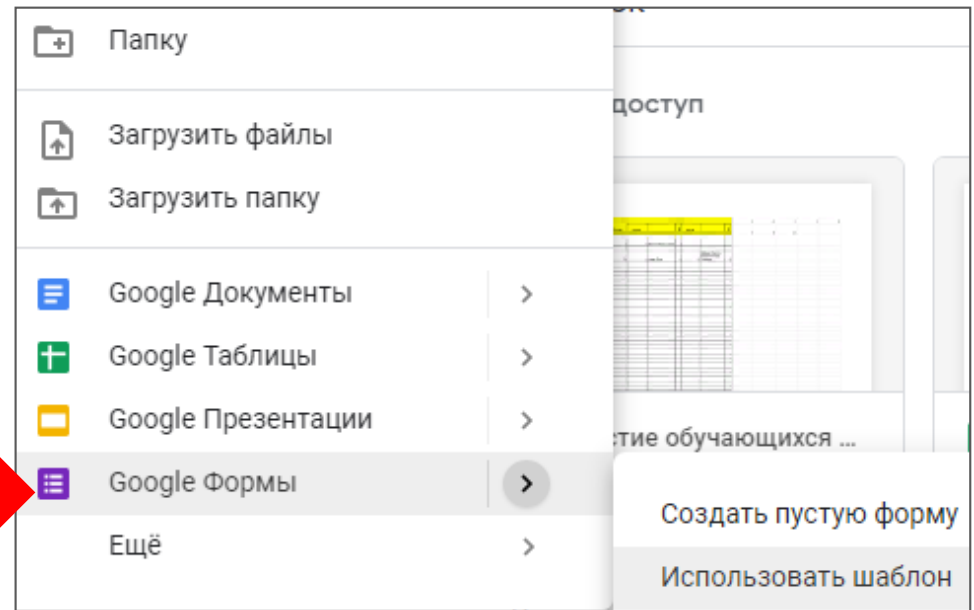 Папку
Загрузить файлы
Загрузить папку
Google Документы
Google Таблицы
Google Презентации
Google Формы
Ещё
доступ
стие обучающихся ...
Создать пустую форму
Использовать шаблон